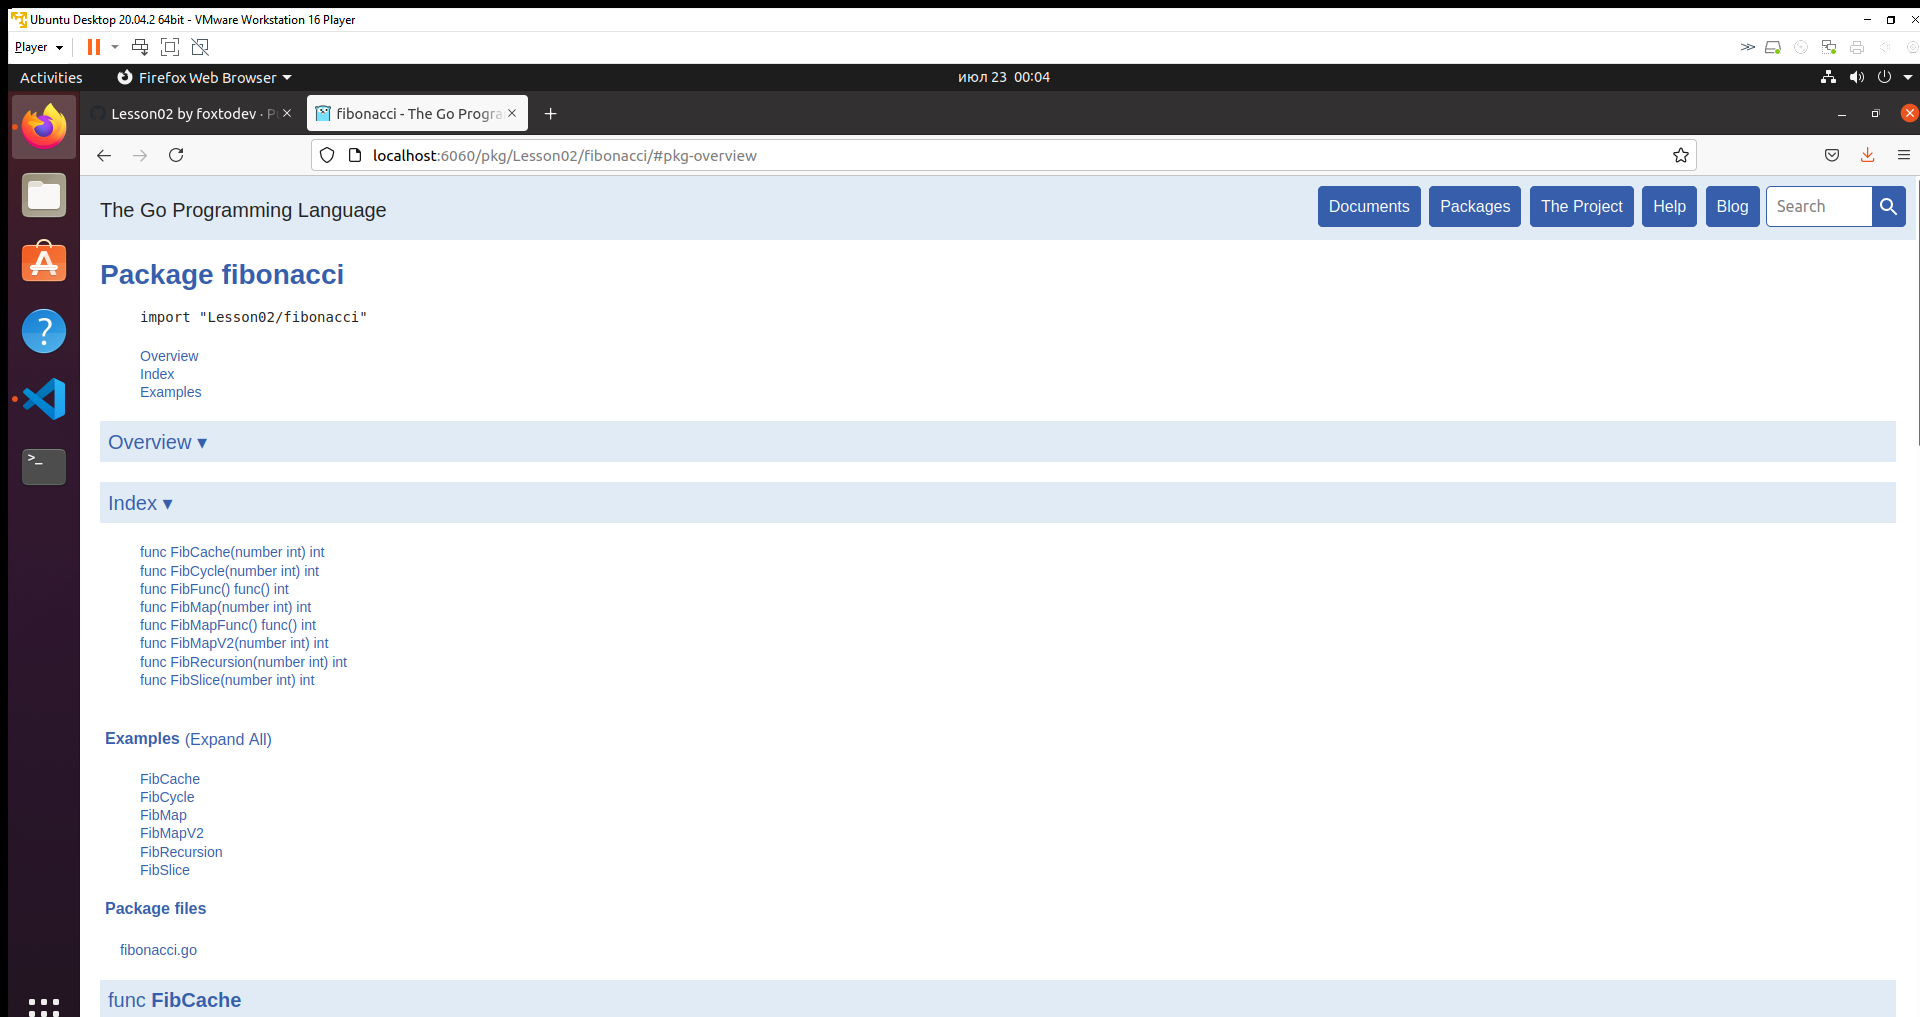 Ubuntu Desktop 20.04.2 64bit - VMware Workstation 16 Player
Player
Activities
Firefox Web Browser
июл 23 00:04
Lesson02 by foxtodev ·
fibonacci - The Go Progra
localhost:6060/pkg/Lesson02/fibonacci/#pkg-overview
The Go Programming Language
Documents
Packages
The Project
Help
Blog
Search
Package fibonacci
import "Lesson02/fibonacci"
Overview
Index
Examples
Overview ▾
Index ▾
func FibCache(number int) int
func FibCycle(number int) int
func FibFunc() func() int
func FibMap(number int) int
func FibMapFunc() func() int
func FibMapV2(number int) int
func FibRecursion(number int) int
func FibSlice(number int) int
Examples (Expand All)
FibCache
FibCycle
FibMap
FibMapV2
FibRecursion
FibSlice
Package files
fibonacci.go
func FibCache